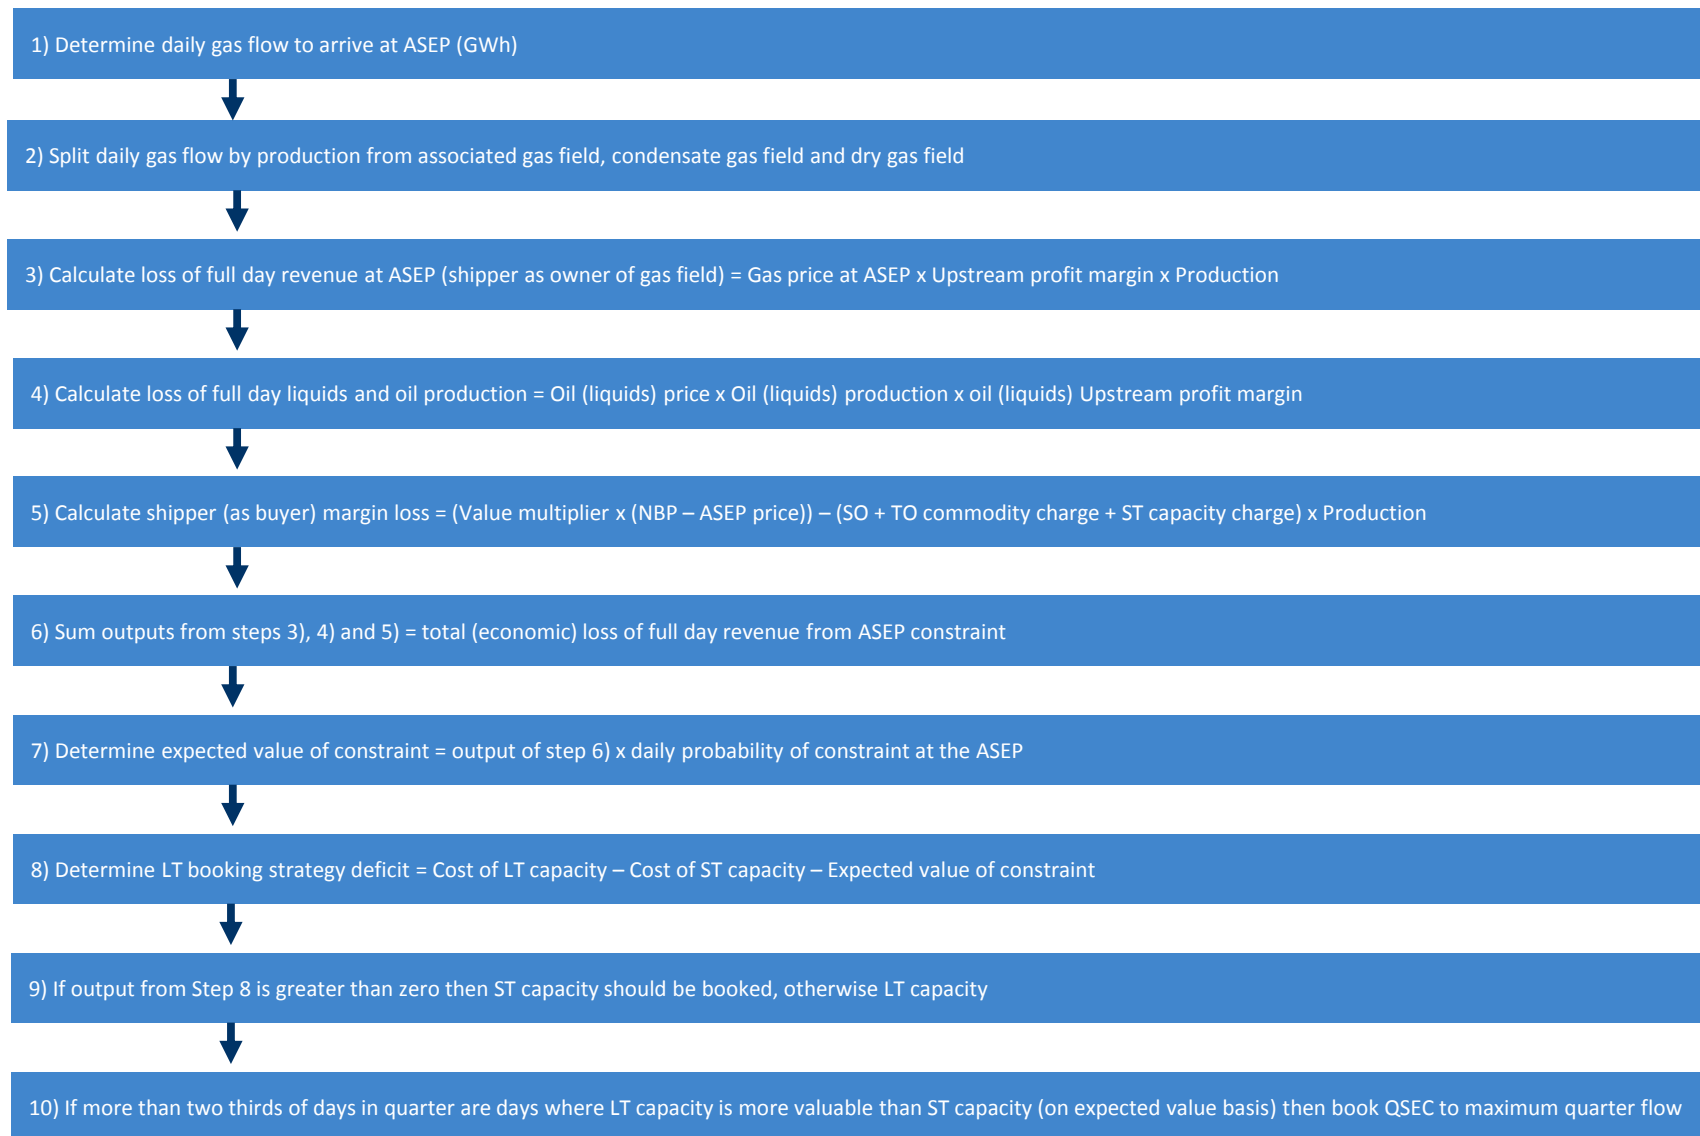 1) Determine daily gas flow to arrive at ASEP (GWh)
2) Split daily gas flow by production from associated gas field, condensate gas field and dry gas field
3) Calculate loss of full day revenue at ASEP (shipper as owner of gas field) = Gas price at ASEP x Upstream profit margin x Production
4) Calculate loss of full day liquids and oil production = Oil (liquids) price x Oil (liquids) production x oil (liquids) Upstream profit margin
5) Calculate shipper (as buyer) margin loss = (Value multiplier x (NBP – ASEP price)) – (SO + TO commodity charge + ST capacity charge) x Production
6) Sum outputs from steps 3), 4) and 5) = total (economic) loss of full day revenue from ASEP constraint
7) Determine expected value of constraint = output of step 6) x daily probability of constraint at the ASEP
8) Determine LT booking strategy deficit = Cost of LT capacity – Cost of ST capacity – Expected value of constraint
9) If output from Step 8 is greater than zero then ST capacity should be booked, otherwise LT capacity
10) If more than two thirds of days in quarter are days where LT capacity is more valuable than ST capacity (on expected value basis) then book QSEC to maximum quarter flow